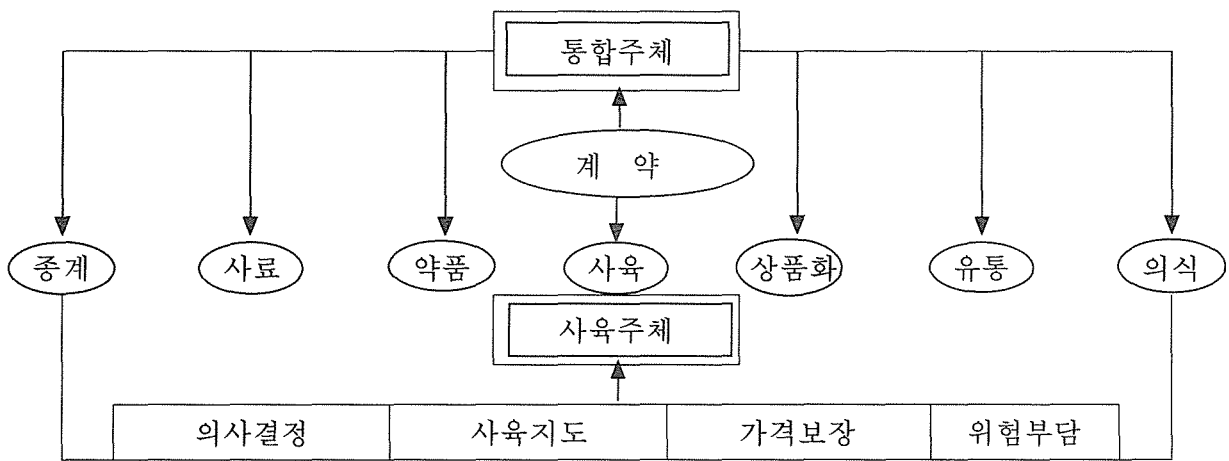 통합주체
계 약
종계 사료 약품 사육 상품화 유통 의식
사육주체
의사결정 사육지도 가격보장 위험부담